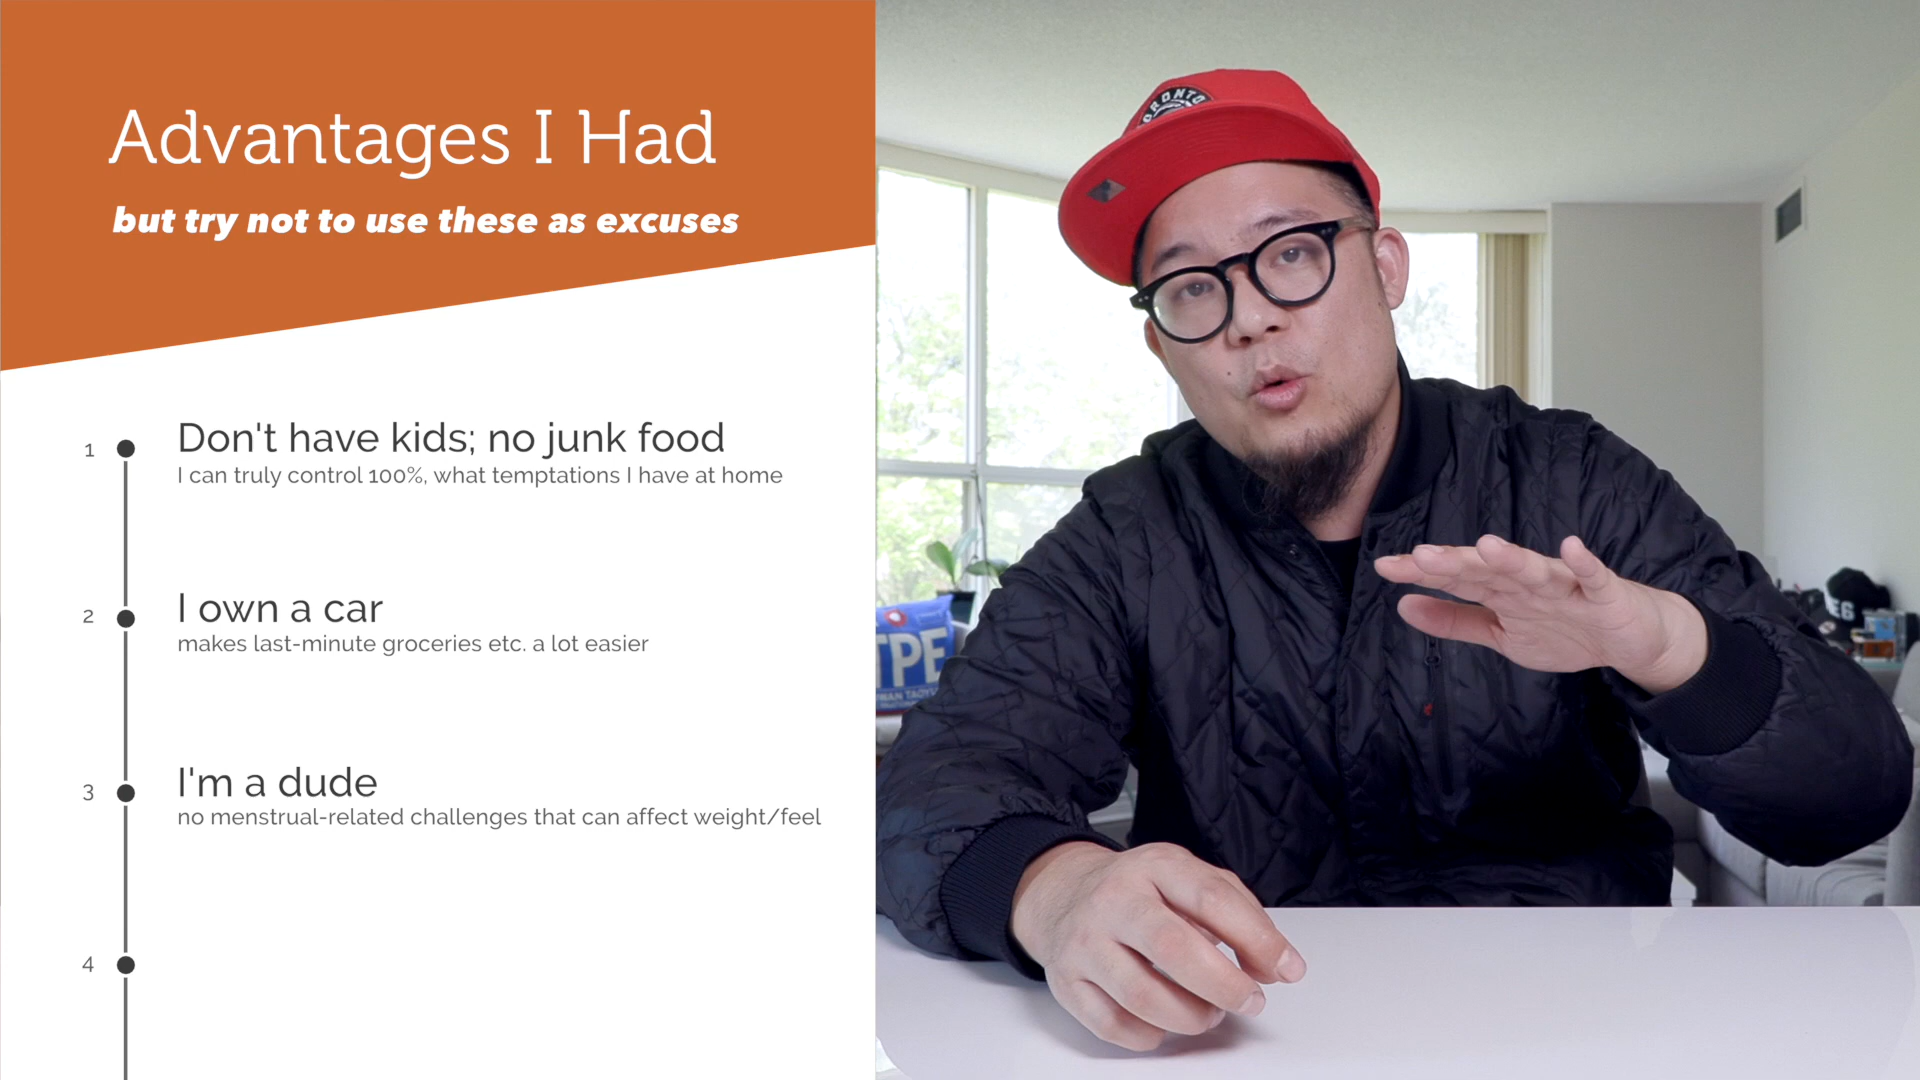 Advantages I Had
but try not to use these as excuses
1
Don't have kids; no junk food
I can truly control 100%, what temptations I have at home
2
I own a car
makes last-minute groceries etc. a lot easier
3
I'm a dude
no menstrual-related challenges that can affect weight/feel
4
TPE